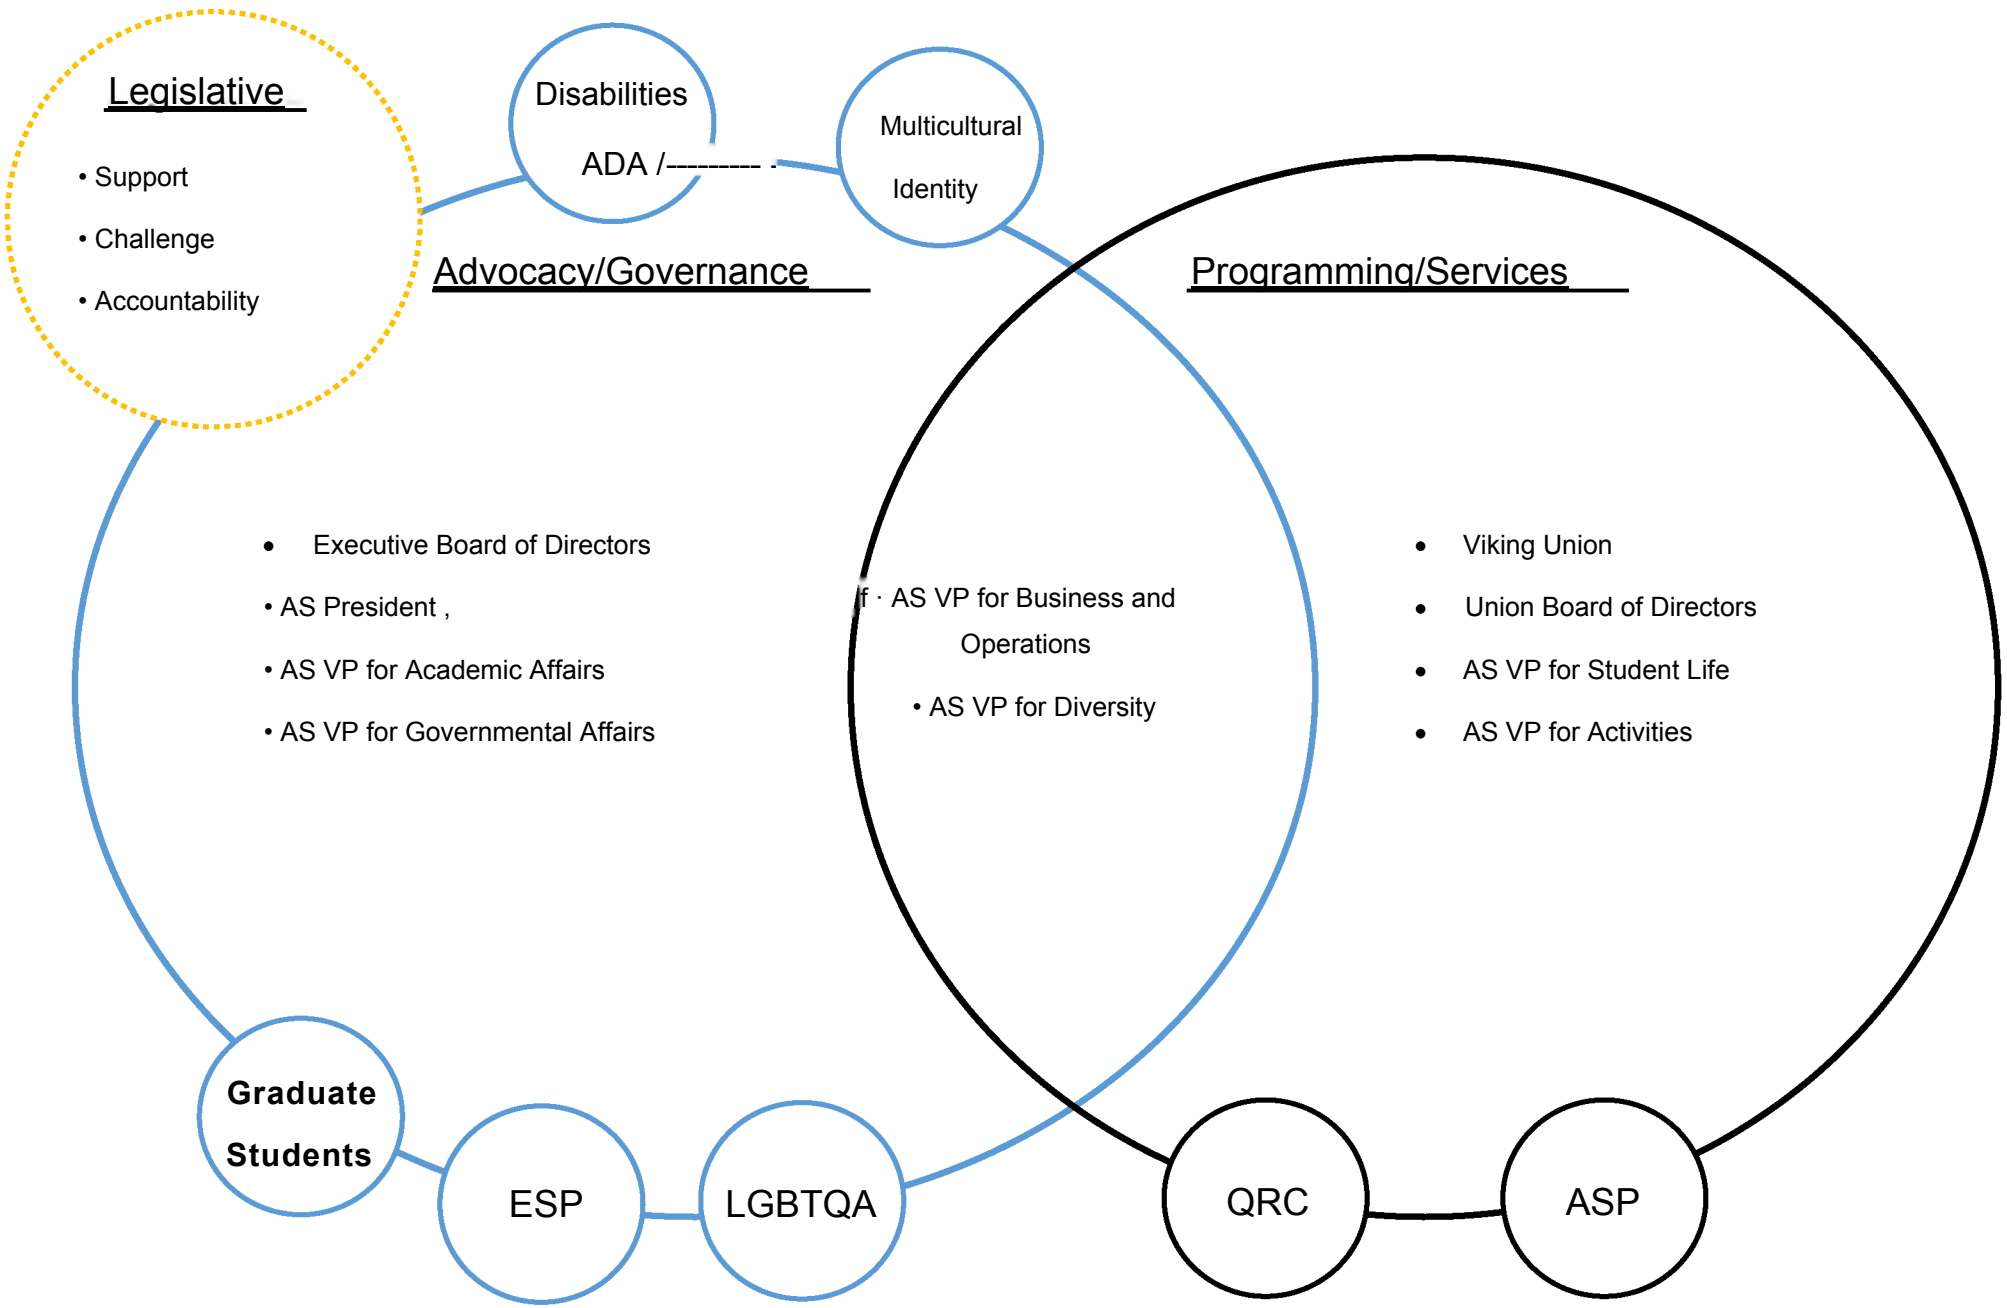 Legislative
• Support
• Challenge
• Accountability
Disabilities
ADA /--------- -
Multicultural
Identity
Advocacy/Governance
• Executive Board of Directors
• AS President ,
• AS VP for Academic Affairs
• AS VP for Governmental Affairs
f · AS VP for Business and
Operations
• AS VP for Diversity
Programming/Services
• Viking Union
• Union Board of Directors
• AS VP for Student Life
• AS VP for Activities
Graduate
Students
ESP
LGBTQA
QRC
ASP